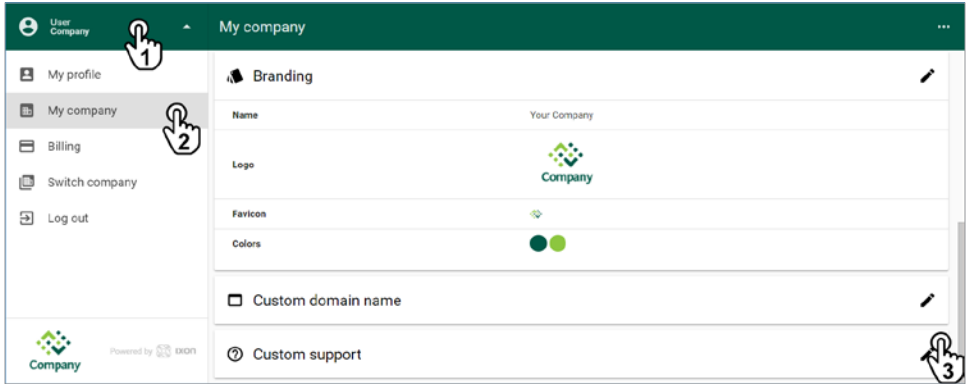 User
Company
1
My company
...
My profile
My company
2
Billing
Switch company
Log out
Company
Powered by IXON
Branding
Name Your Company
Logo
Company
Favicon
Colors
Custom domain name
Custom support
3